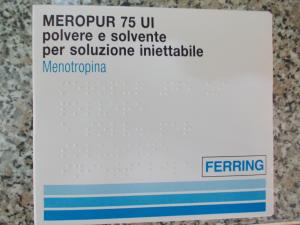 MEROPUR 75 UI
polvere e solvente
per soluzione iniettabile
Menotropina
FERRING